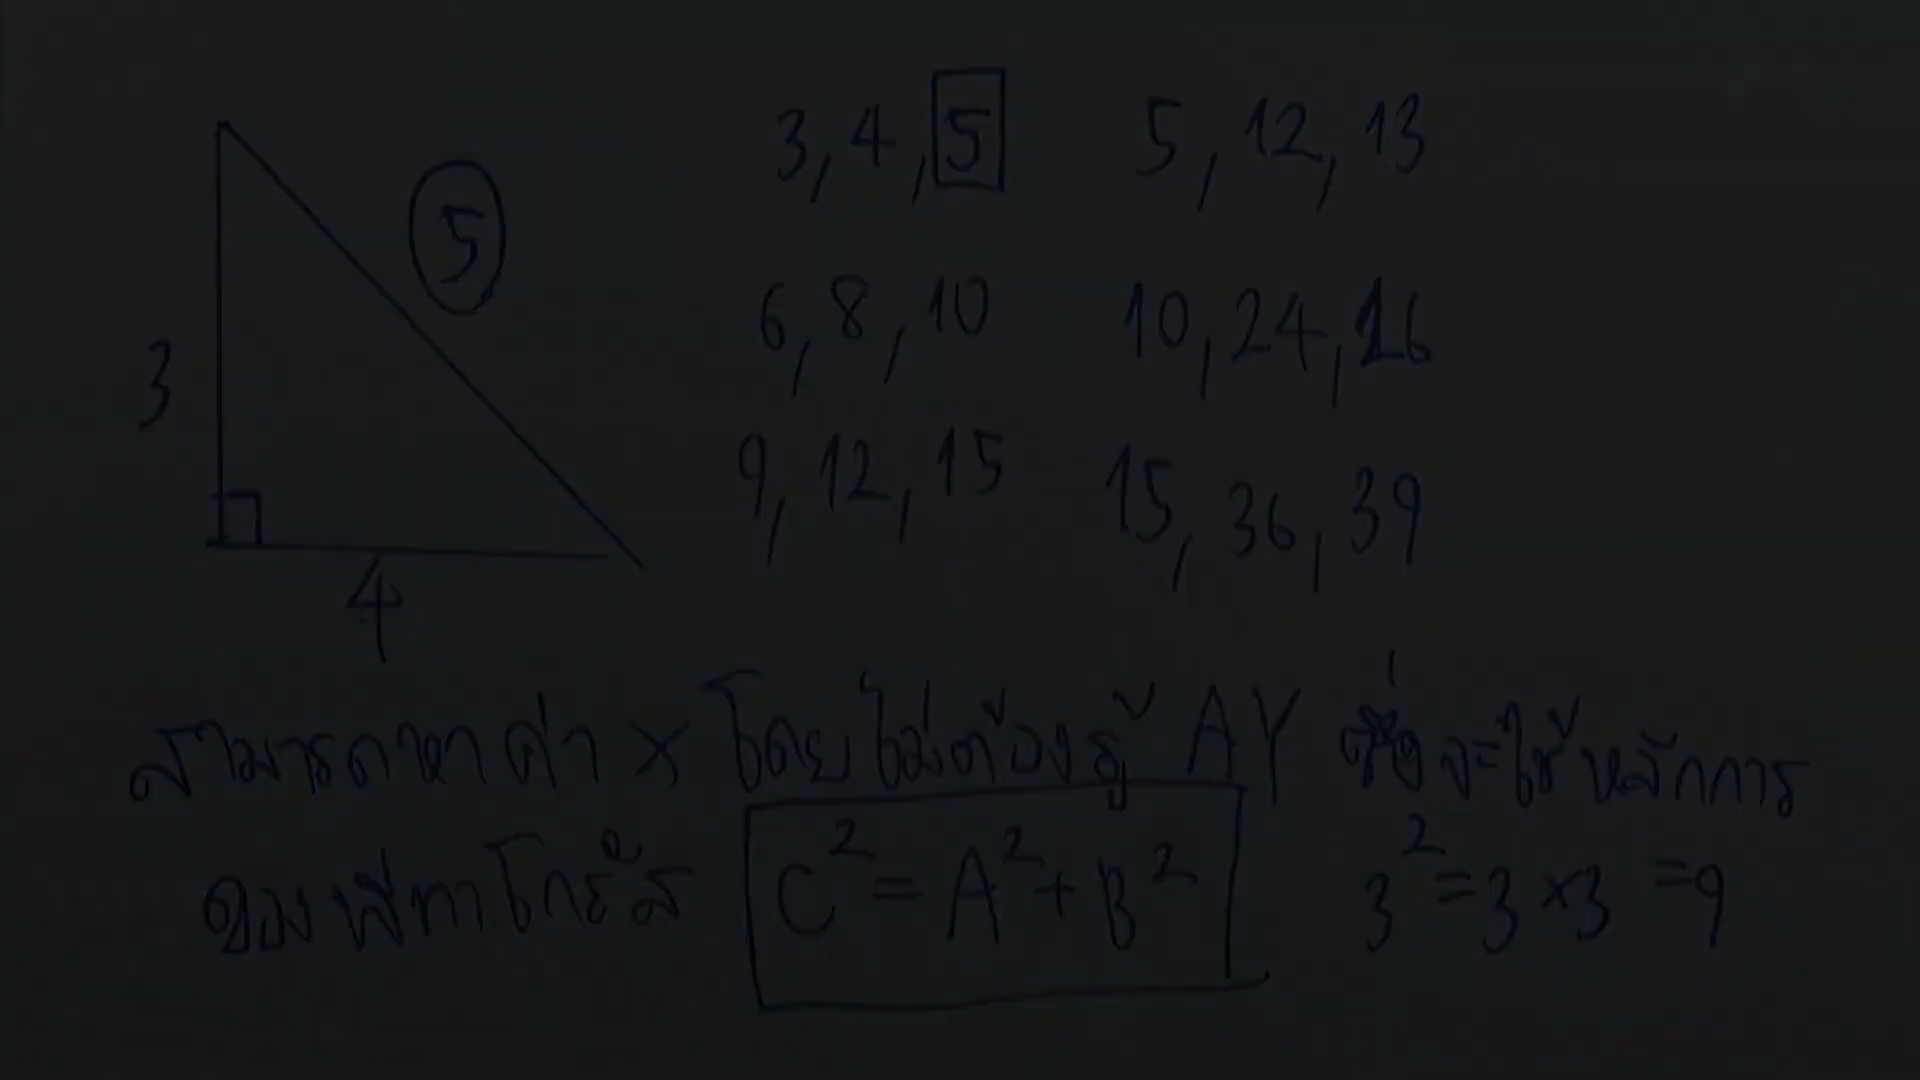 3, 4, 5 5, 12, 13
5
6, 8, 10 10, 24, 26
3
9, 12, 15 15, 36, 39
4
สามารถหาค่า x โดยไม่ต้องรู้ AY ซึ่งจะใช้หลักการ
ของพีทาโกรัส C² = A² + B² 3² = 3 × 3 = 9